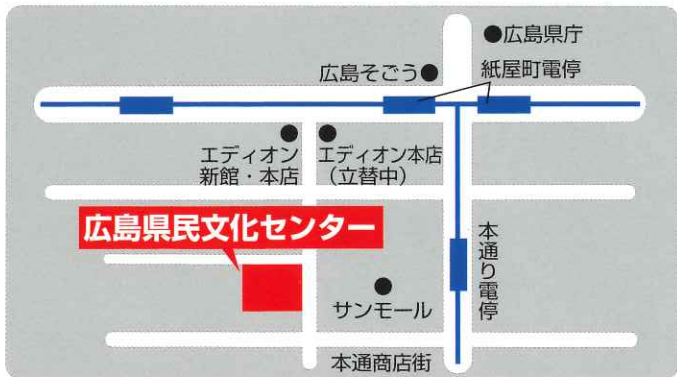 広島県庁
広島そごう
紙屋町電停
エディオン
新館・本店
エディオン本店
(立替中)
広島県民文化センター
本通り電停
サンモール
本通商店街